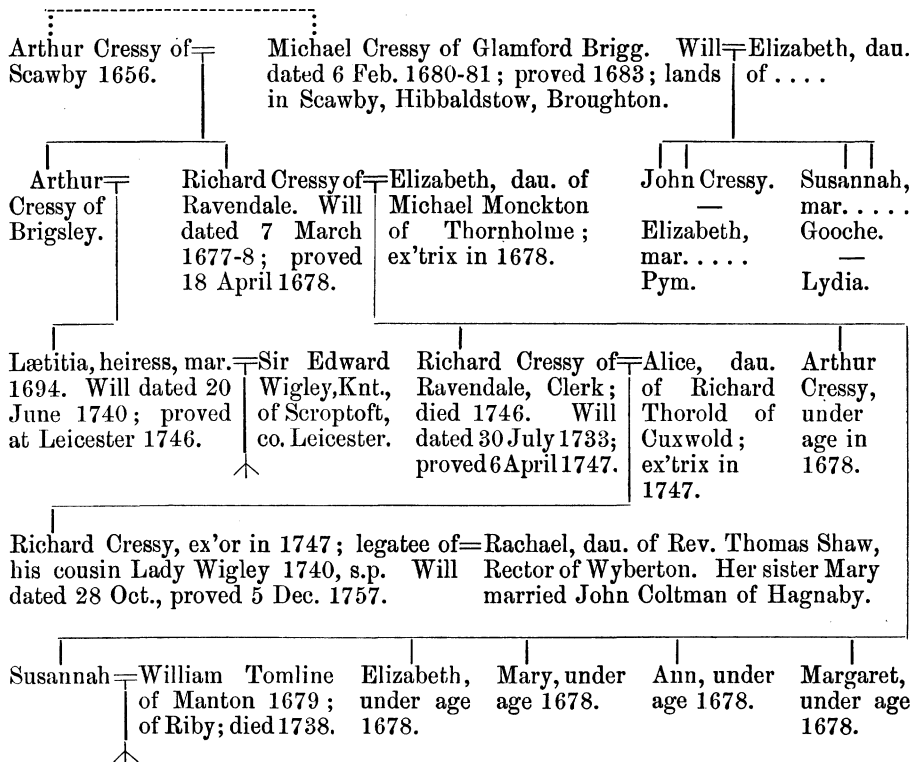 Arthur Cressy of
Scawby 1656.
Michael Cressy of Glamford Brigg. Will
dated 6 Feb. 1680-81; proved 1683; lands
in Scawby, Hibbaldstow, Broughton.
Elizabeth, dau.
of . . . .
Arthur
Cressy of
Brigsley.
Richard Cressy of
Ravendale. Will
dated 7 March
1677-8; proved
18 April 1678.
Elizabeth, dau. of
Michael Monckton
of Thornholme;
ex'trix in 1678.
John Cressy.
—
Elizabeth,
mar. . . . .
Pym.
Susannah,
mar. . . . .
Gooche.
—
Lydia.
Lætitia, heiress, mar.
1694. Will dated 20
June 1740; proved
at Leicester 1746.
Sir Edward
Wigley, Knt.,
of Scroptoft,
co. Leicester.
Richard Cressy of
Ravendale, Clerk;
died 1746. Will
dated 30 July 1733;
proved 6 April 1747.
Alice, dau.
of Richard
Thorold of
Cuxwold;
ex'trix in
1747.
Arthur
Cressy,
under
age in
1678.
Richard Cressy, ex'or in 1747; legatee of
his cousin Lady Wigley 1740, s.p. Will
dated 28 Oct., proved 5 Dec. 1757.
Rachael, dau. of Rev. Thomas Shaw,
Rector of Wyberton. Her sister Mary
married John Coltman of Hagnaby.
Susannah
William Tomline
of Manton 1679;
of Riby; died 1738.
Elizabeth,
under age
1678.
Mary, under
age 1678.
Ann, under
age 1678.
Margaret,
under age
1678.